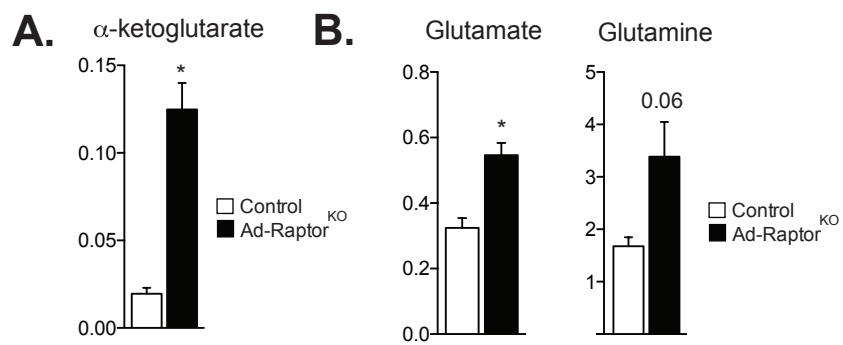 A.
α-ketoglutarate
0.15
0.10
0.05
0.00
*
Control
Ad-Raptor KO
B.
Glutamate
0.8
0.6
0.4
0.2
0.0
*
Glutamine
5
4
3
2
1
0.06
Control
Ad-Raptor KO